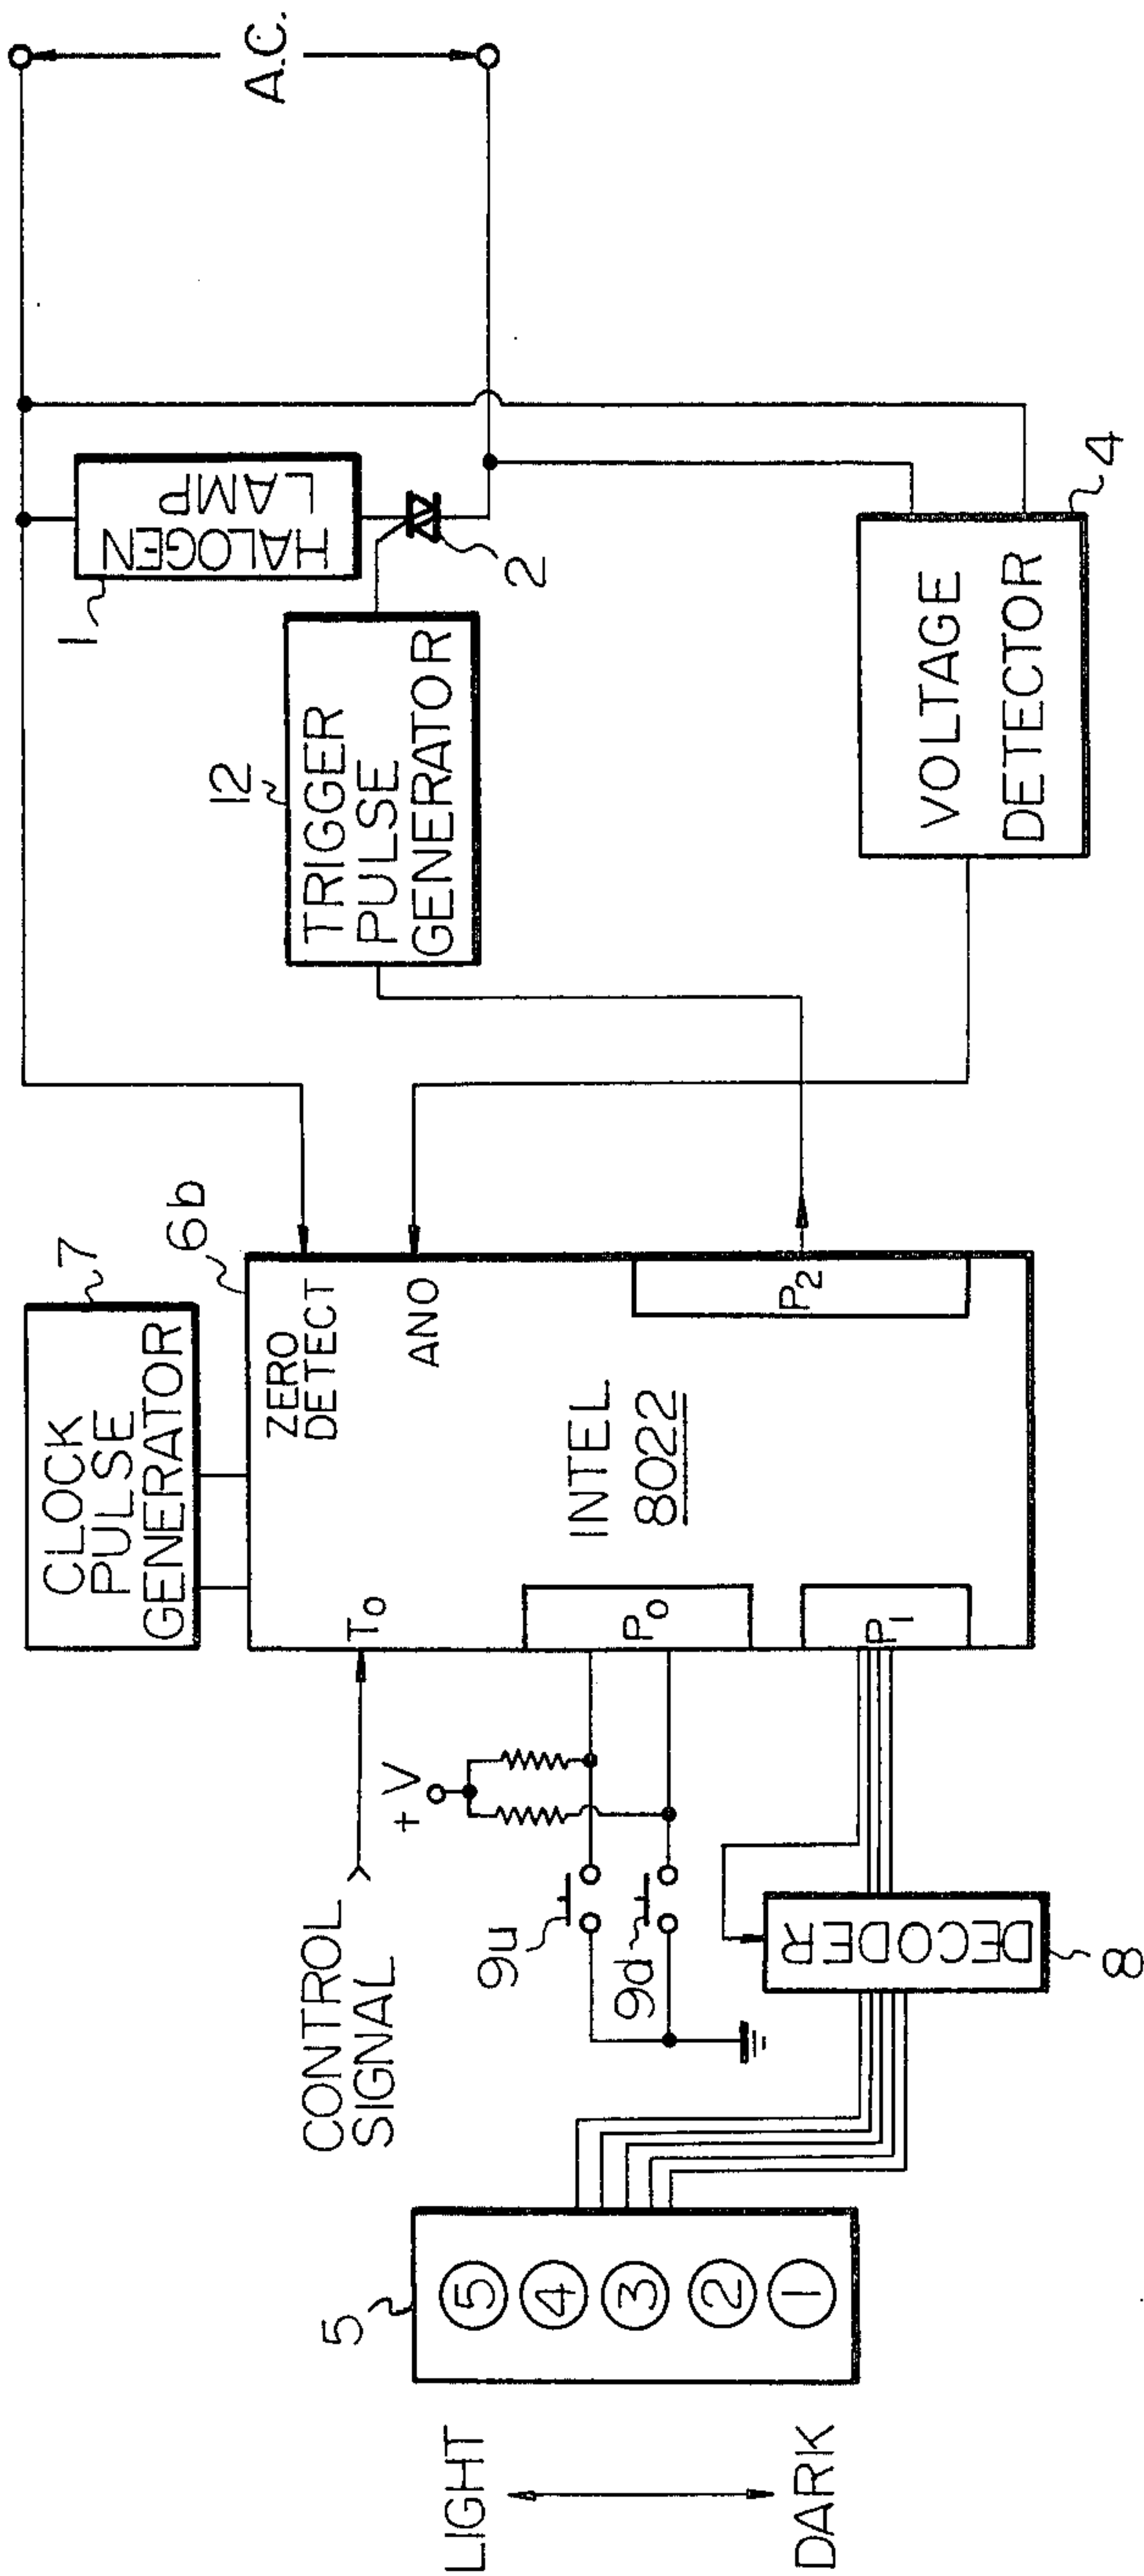 LIGHT
DARK
5
⑤
④
③
②
①
CONTROL
SIGNAL
+ V
9u
9d
DECODER
8
CLOCK
PULSE
GENERATOR
7
6b
T0
P0
P1
INTEL
8022
ZERO
DETECT
ANO
P2
12
TRIGGER
PULSE
GENERATOR
1
HALOGEN
LAMP
2
VOLTAGE
DETECTOR
4
A.C.